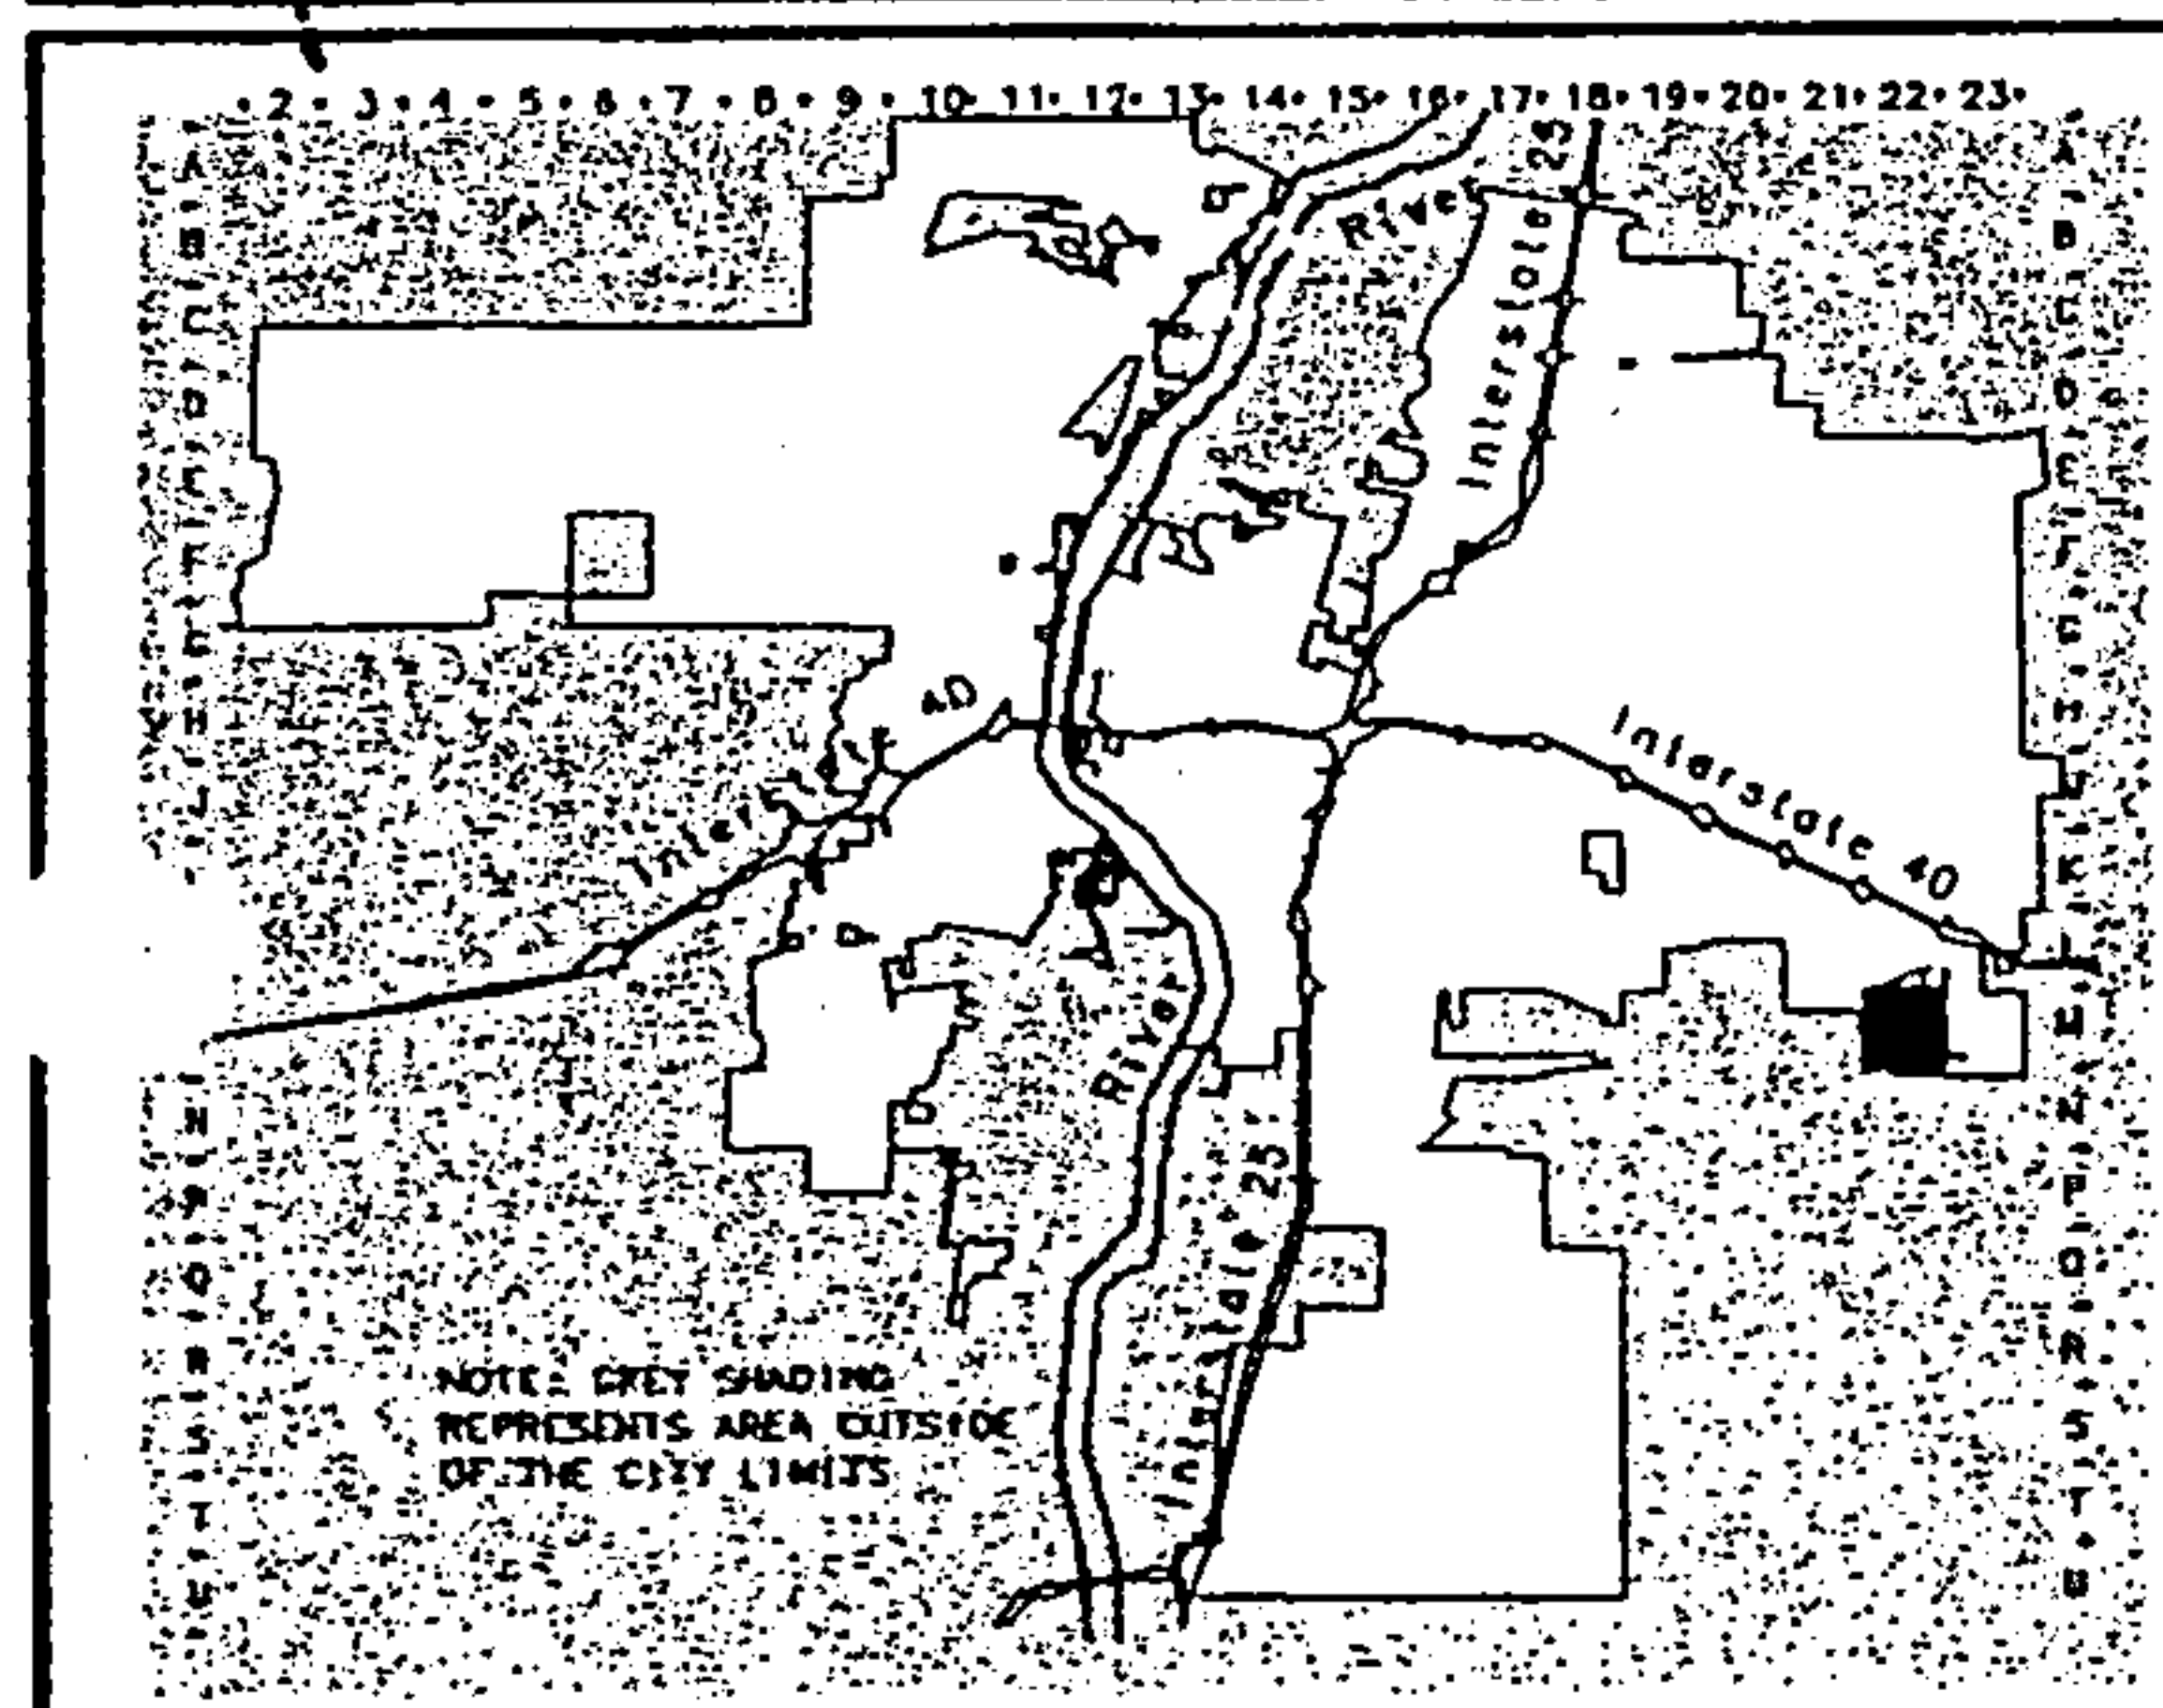 2 · 3 · 4 · 5 · 6 · 7 · 8 · 9 · 10 · 11 · 12 · 13 · 14 · 15 · 16 · 17 · 18 · 19 · 20 · 21 · 22 · 23 ·
River
Interstate 25
40
Interstate 40
River
25
NOTE: GREY SHADING
REPRESENTS AREA OUTSIDE
OF THE CITY LIMITS
A
B
C
D
E
F
G
H
J
K
L
M
N
P
Q
R
S
T
U